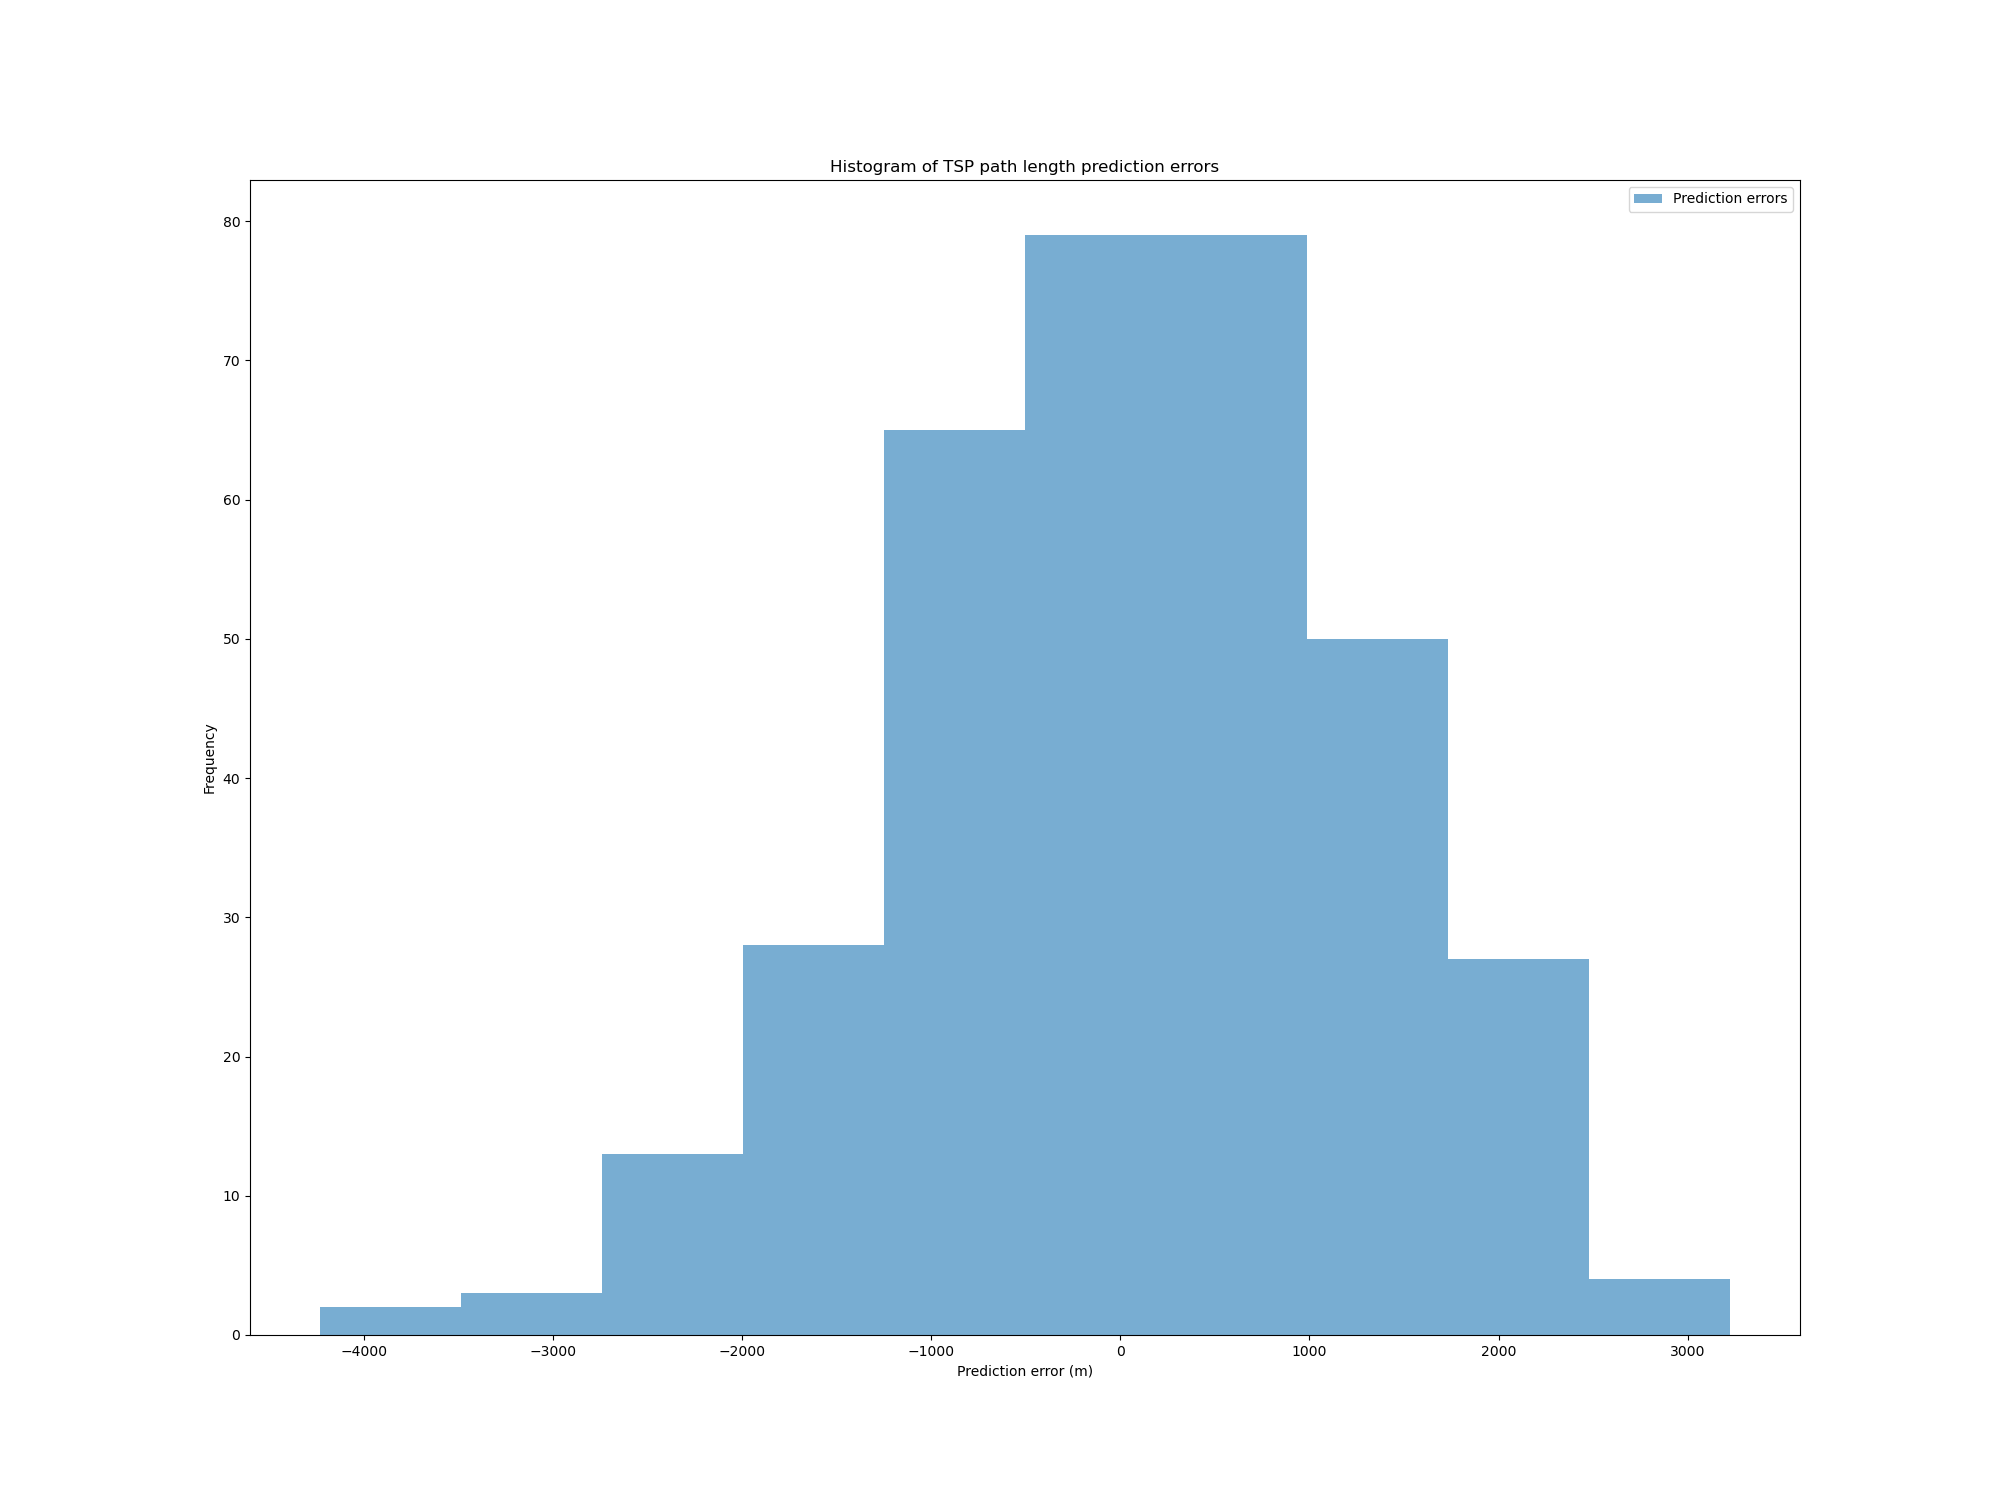 Histogram of TSP path length prediction errors
Prediction errors
80
70
60
50
40
30
20
10
0
Frequency
−4000 −3000 −2000 −1000 0 1000 2000 3000
Prediction error (m)